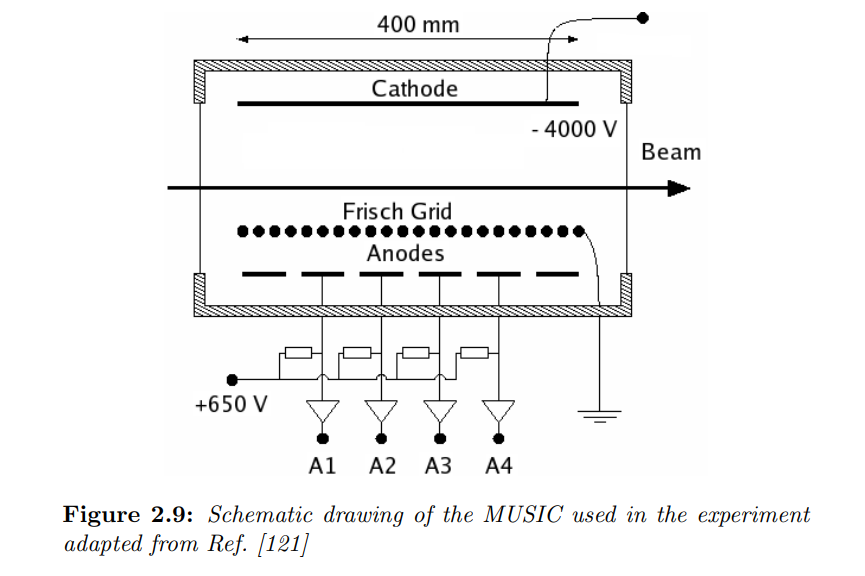 400 mm
Cathode
- 4000 V
Beam
Frisch Grid
Anodes
+650 V
A1 A2 A3 A4
Figure 2.9: Schematic drawing of the MUSIC used in the experiment
adapted from Ref. [121]